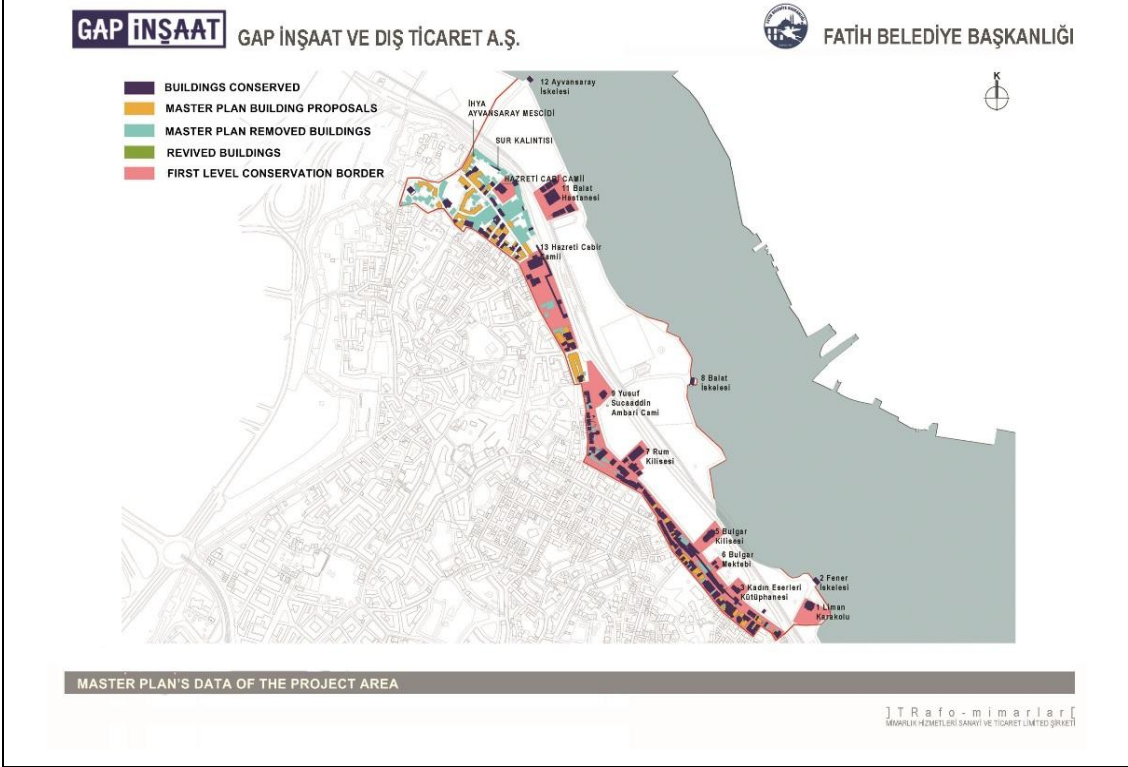 GAP İNŞAAT GAP İNŞAAT VE DIŞ TİCARET A.Ş.
FATİH BELEDİYE BAŞKANLIĞI
BUILDINGS CONSERVED
MASTER PLAN BUILDING PROPOSALS
MASTER PLAN REMOVED BUILDINGS
REVIVED BUILDINGS
FIRST LEVEL CONSERVATION BORDER
K
12 Ayvansaray
İskelesi
İHYA
AYVANSARAY MESCİDİ
SUR KALINTISI
HAZRETİ CABİ CAMİİ
11 Balat
Hastanesi
13 Hazreti Cabir
Camii
8 Balat
İskelesi
9 Yusuf
Sucaaddin
Ambari Cami
7 Rum
Kilisesi
5 Bulgar
Kilisesi
6 Bulgar
Mektebi
2 Fener
İskelesi
3 Kadın Eserleri
Kütüphanesi
1 Liman
Karakolu
MASTER PLAN'S DATA OF THE PROJECT AREA
]TRafo-mimarlar[
MİMARLIK HİZMETLERİ SANAYİ VE TİCARET LİMİTED ŞİRKETİ